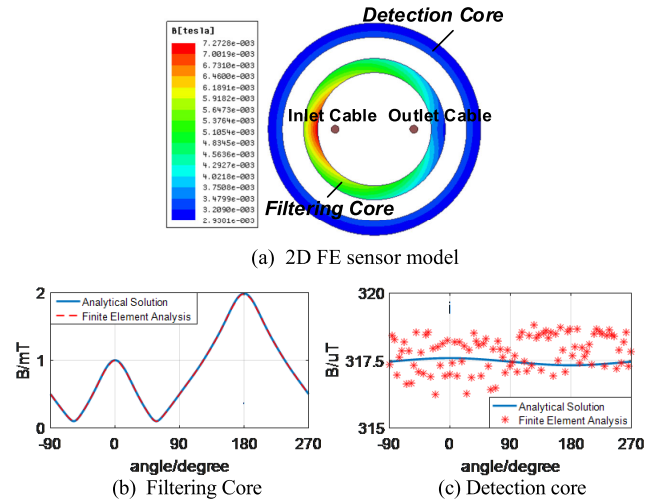 Detection Core
B[tesla]
7.2728e-003
7.0019e-003
6.7310e-003
6.4600e-003
6.1891e-003
5.9182e-003
5.6473e-003
5.3764e-003
5.1054e-003
4.8345e-003
4.5636e-003
4.2927e-003
4.0218e-003
3.7508e-003
3.4799e-003
3.2090e-003
2.9381e-003
Inlet Cable
Outlet Cable
Filtering Core
(a) 2D FE sensor model
Analytical Solution
Finite Element Analysis
B/mT
2
1
0
-90
0
90
180
270
angle/degree
(b) Filtering Core
i
B/uT
320
317.5
315
Analytical Solution
Finite Element Analysis
-90
0
90
180
270
angle/degree
(c) Detection core